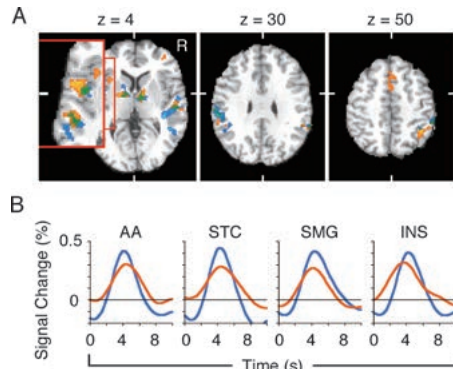 A
z = 4
z = 30
z = 50
R
B
Signal Change (%)
0.5
0
AA
STC
SMG
INS
0 4 8 0 4 8 0 4 8 0 4 8
Time (s)